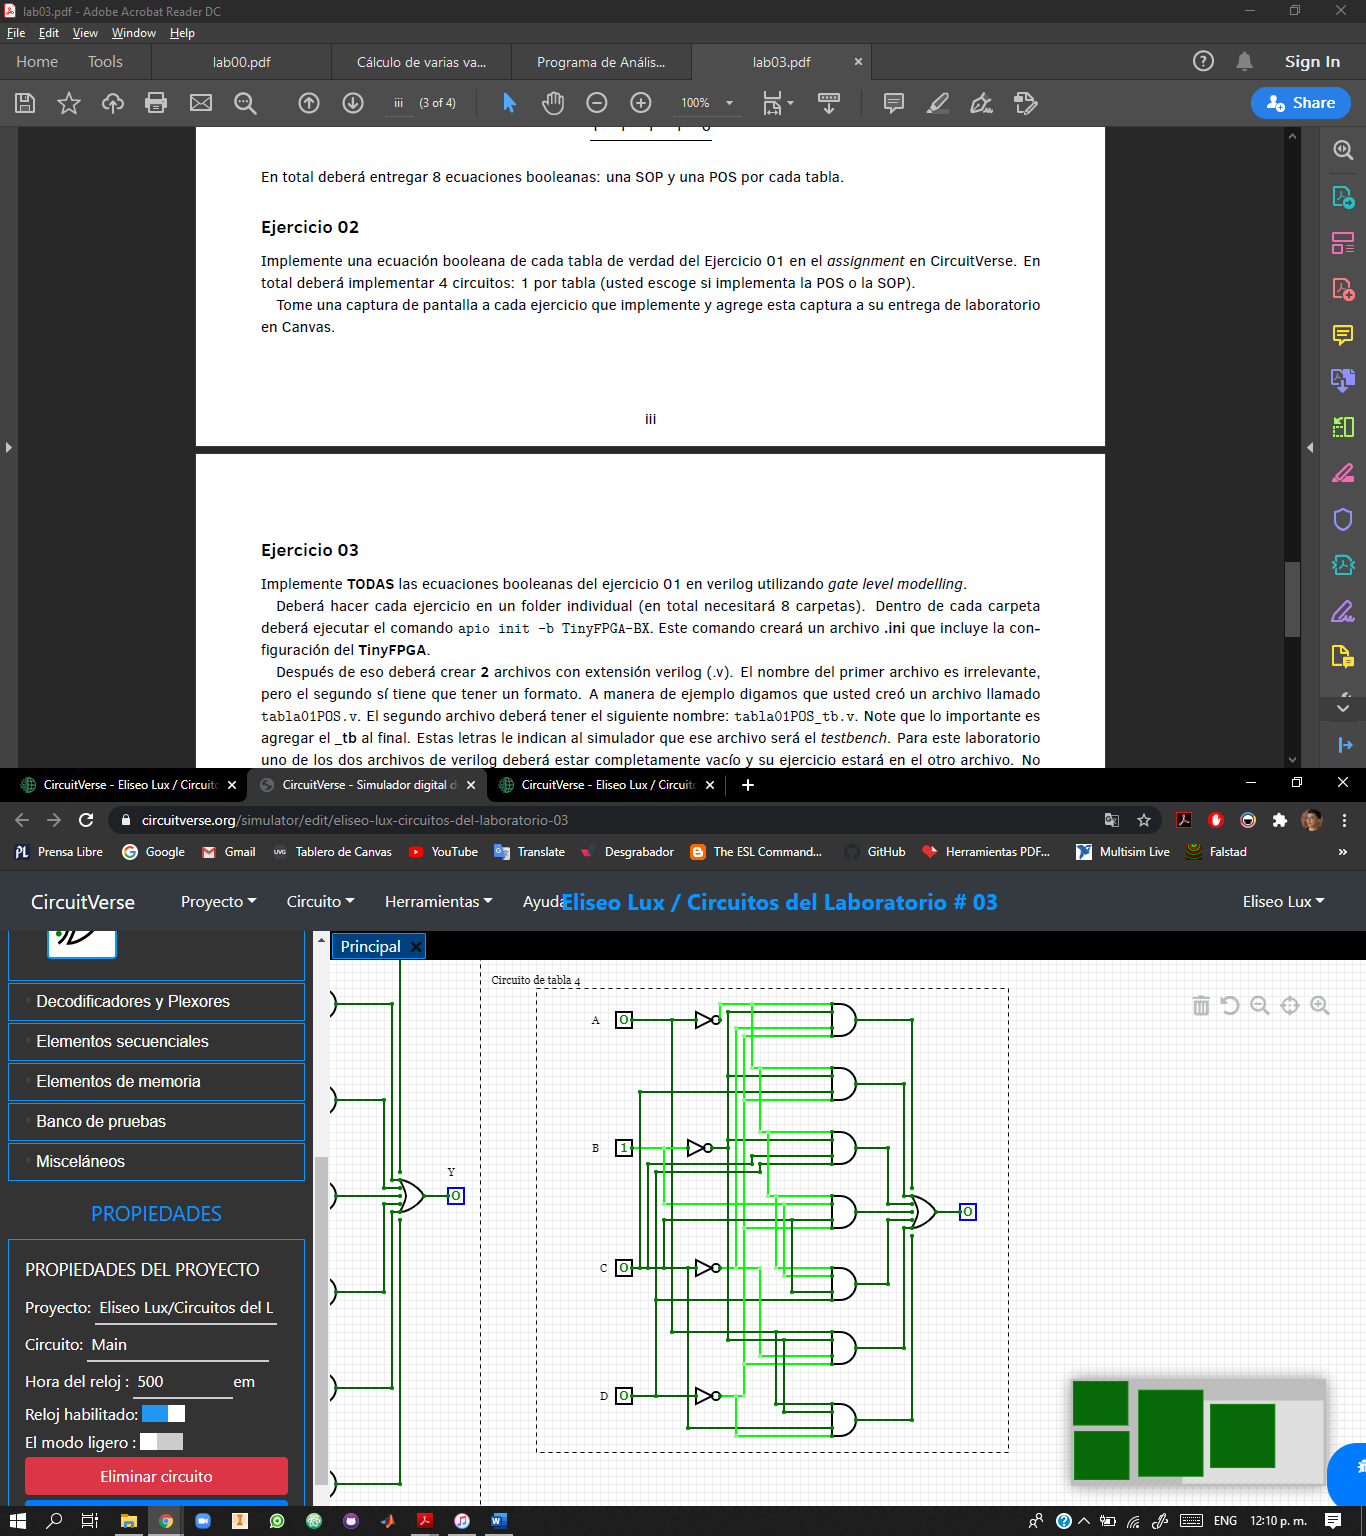 lab03.pdf - Adobe Acrobat Reader DC
File Edit View Window Help
Home Tools lab00.pdf Cálculo de varias va... Programa de Anális... lab03.pdf × Sign In
iii (3 of 4) 100% Share
En total deberá entregar 8 ecuaciones booleanas: una SOP y una POS por cada tabla.
Ejercicio 02
Implemente una ecuación booleana de cada tabla de verdad del Ejercicio 01 en el assignment en CircuitVerse. En
total deberá implementar 4 circuitos: 1 por tabla (usted escoge si implementa la POS o la SOP).
Tome una captura de pantalla a cada ejercicio que implemente y agrege esta captura a su entrega de laboratorio
en Canvas.
iii
Ejercicio 03
Implemente TODAS las ecuaciones booleanas del ejercicio 01 en verilog utilizando gate level modelling.
Deberá hacer cada ejercicio en un folder individual (en total necesitará 8 carpetas). Dentro de cada carpeta
deberá ejecutar el comando apio init -b TinyFPGA-BX. Este comando creará un archivo .ini que incluye la con-
figuración del TinyFPGA.
Después de eso deberá crear 2 archivos con extensión verilog (.v). El nombre del primer archivo es irrelevante,
pero el segundo sí tiene que tener un formato. A manera de ejemplo digamos que usted creó un archivo llamado
tabla01POS.v. El segundo archivo deberá tener el siguiente nombre: tabla01POS_tb.v. Note que lo importante es
agregar el _tb al final. Estas letras le indican al simulador que ese archivo será el testbench. Para este laboratorio
uno de los dos archivos de verilog deberá estar completamente vacío y su ejercicio estará en el otro archivo. No
CircuitVerse - Eliseo Lux / Circuito CircuitVerse - Simulador digital d CircuitVerse - Eliseo Lux / Circuito
circuitverse.org/simulator/edit/eliseo-lux-circuitos-del-laboratorio-03
Prensa Libre Google Gmail Tablero de Canvas YouTube Translate Desgrabador The ESL Command... GitHub Herramientas PDF... Multisim Live Falstad »
CircuitVerse Proyecto Circuito Herramientas Ayuda Eliseo Lux / Circuitos del Laboratorio # 03 Eliseo Lux
Principal
Circuito de tabla 4
Decodificadores y Plexores
Elementos secuenciales
Elementos de memoria
Banco de pruebas
Misceláneos
A 0
B 1
Y
0
0
C 0
D 0
PROPIEDADES
PROPIEDADES DEL PROYECTO
Proyecto: Eliseo Lux/Circuitos del L
Circuito: Main
Hora del reloj : 500 em
Reloj habilitado:
El modo ligero :
Eliminar circuito
ENG 12:10 p. m.